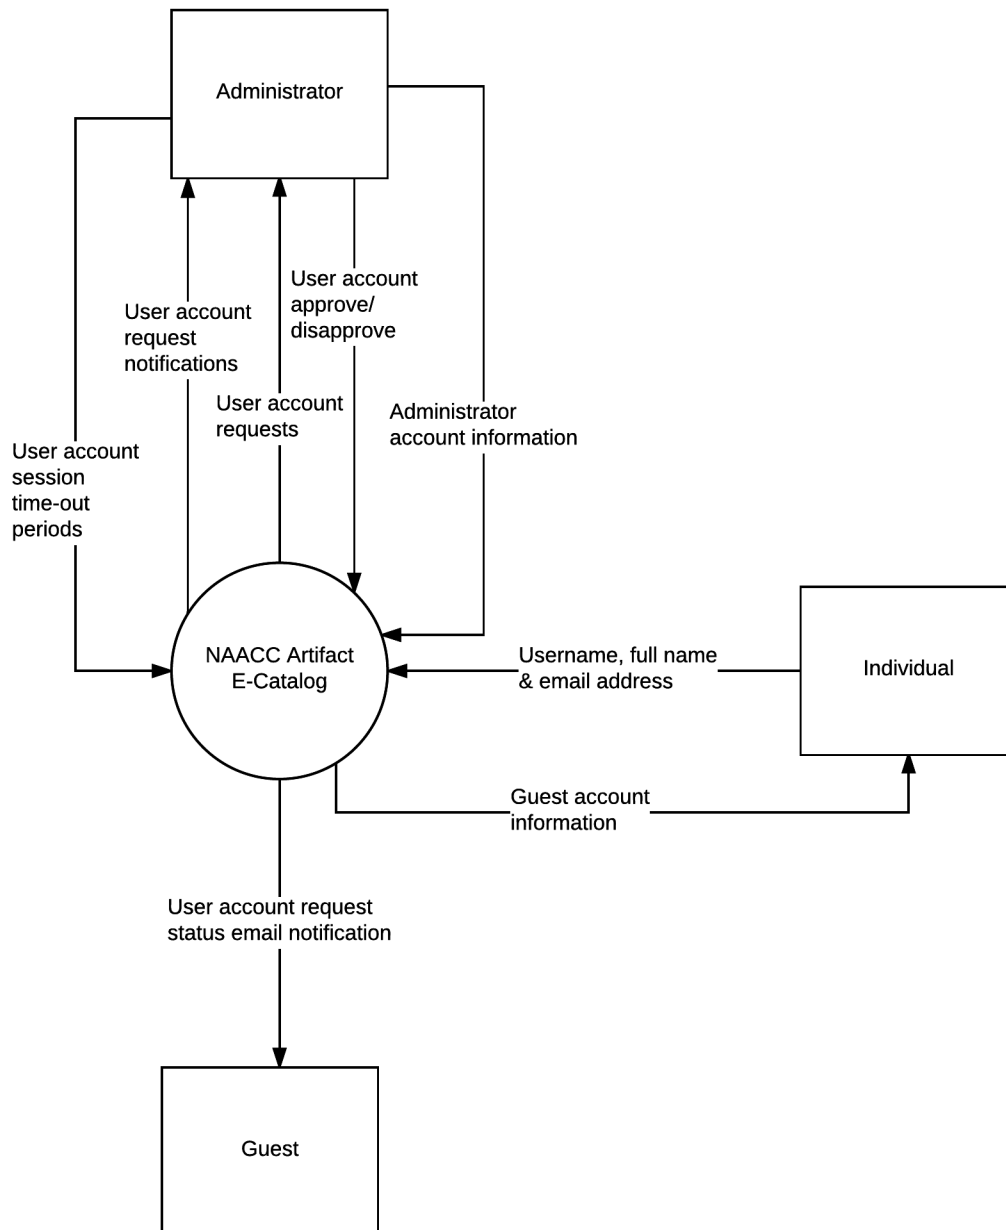 Administrator
User account
approve/
disapprove
User account
request
notifications
User account
requests
Administrator
account information
User account
session
time-out
periods
NAACC Artifact
E-Catalog
Username, full name
& email address
Individual
Guest account
information
User account request
status email notification
Guest